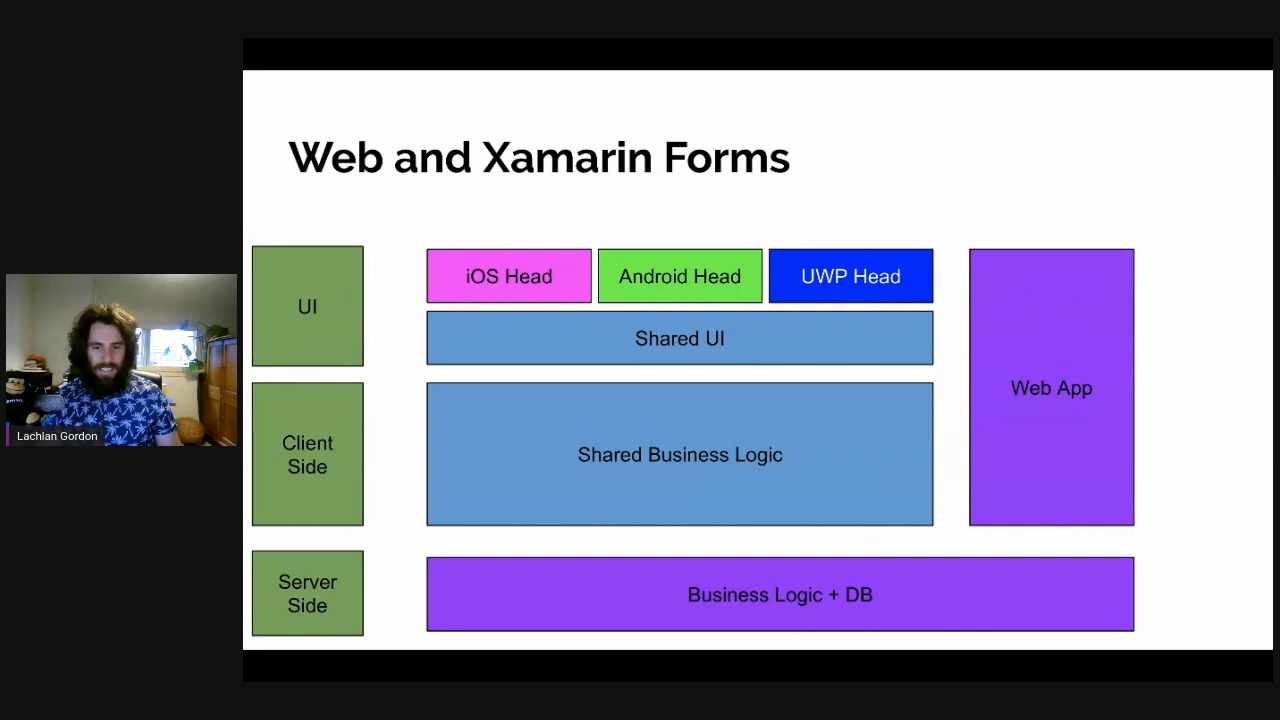 Web and Xamarin Forms
UI
iOS Head
Android Head
UWP Head
Shared UI
Web App
Client
Side
Shared Business Logic
Server
Side
Business Logic + DB
Lachlan Gordon